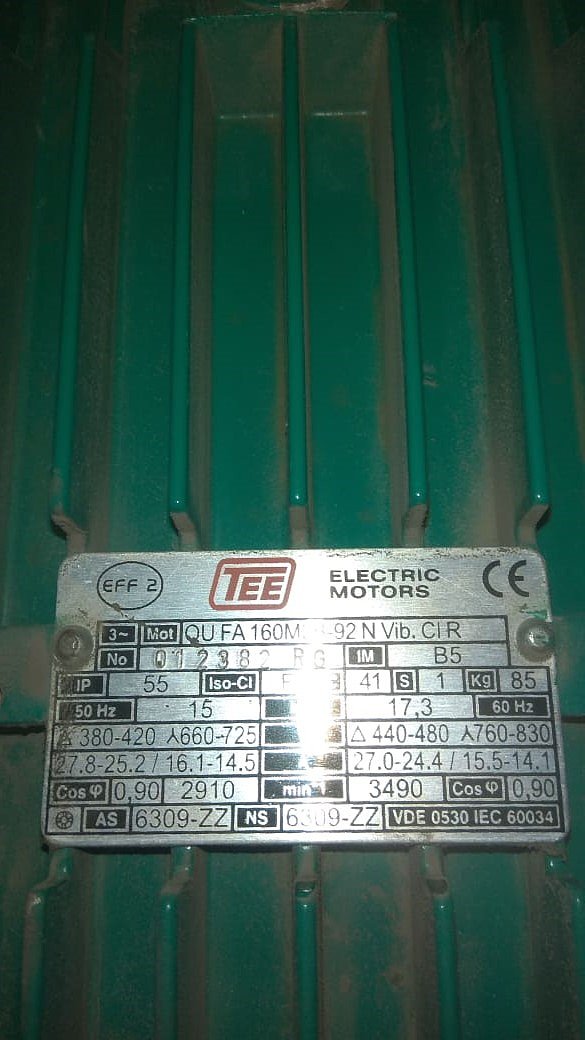 EFF 2 TEE ELECTRIC MOTORS CE
3~ Mot QU FA 160M -92 N Vib. Cl R
No 012382 RG IM B5
IP 55 Iso-Cl 41 S 1 Kg 85
50 Hz 15 17,3 60 Hz
△ 380-420 ⅄660-725 △ 440-480 ⅄760-830
27.8-25.2 / 16.1-14.5 27.0-24.4 / 15.5-14.1
Cos φ 0,90 2910 min 3490 Cos φ 0,90
AS 6309-ZZ NS 6309-ZZ VDE 0530 IEC 60034